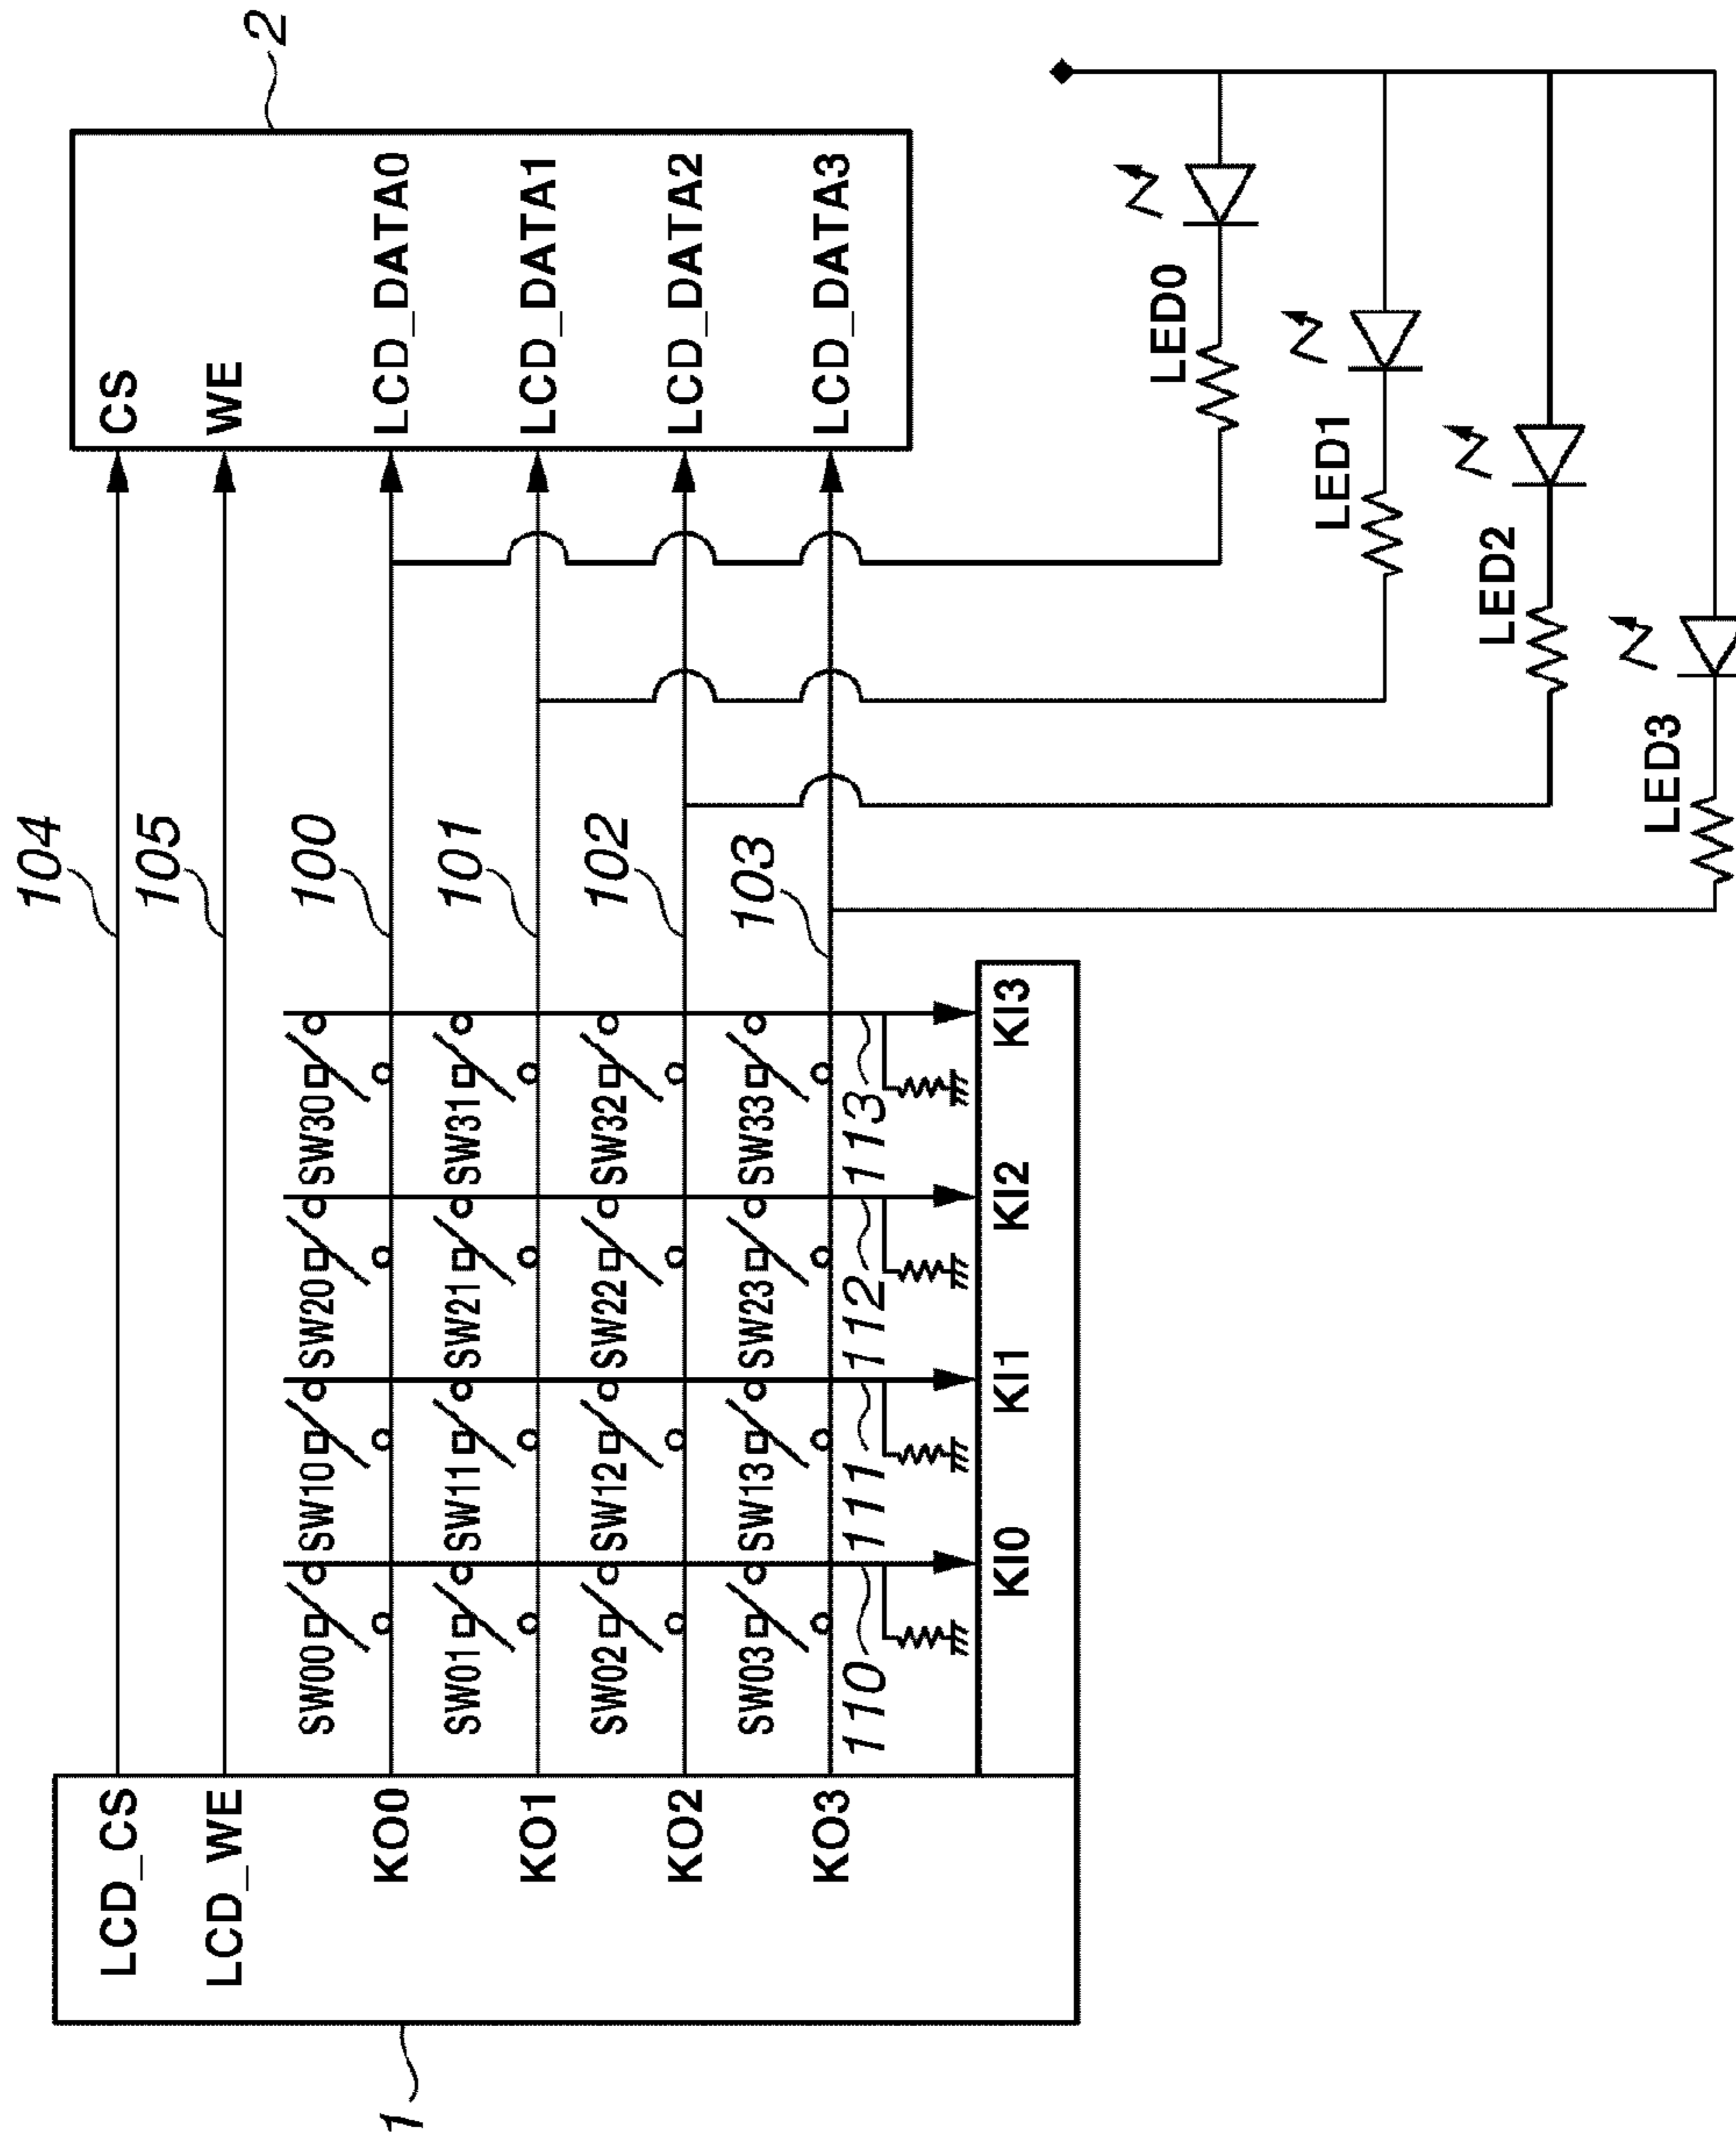 104
105
100
101
102
103
1
LCD_CS
LCD_WE
KO0
KO1
KO2
KO3
SW00 SW10 SW20 SW30
SW01 SW11 SW21 SW31
SW02 SW12 SW22 SW32
SW03 SW13 SW23 SW33
110 111 112 113
KI0 KI1 KI2 KI3
2
CS
WE
LCD_DATA0
LCD_DATA1
LCD_DATA2
LCD_DATA3
LED0
LED1
LED2
LED3